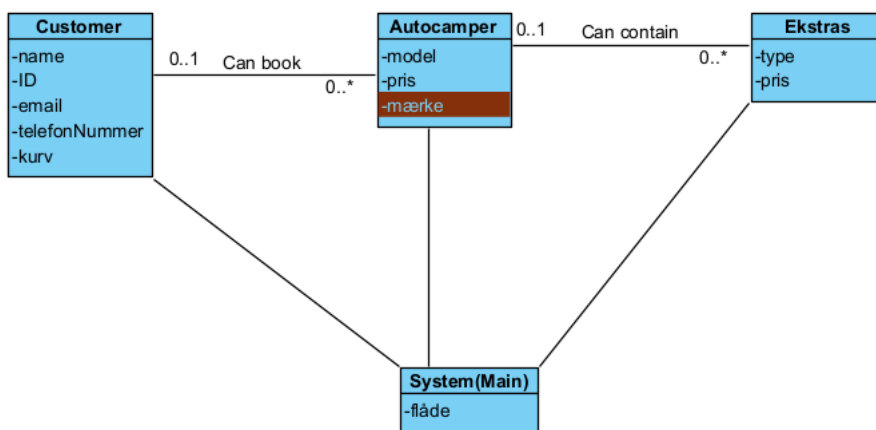 Customer
-name
-ID
-email
-telefonNummer
-kurv
0..1
Can book
0..*
Autocamper
-model
-pris
-mærke
0..1
Can contain
0..*
Ekstras
-type
-pris
System(Main)
-flåde